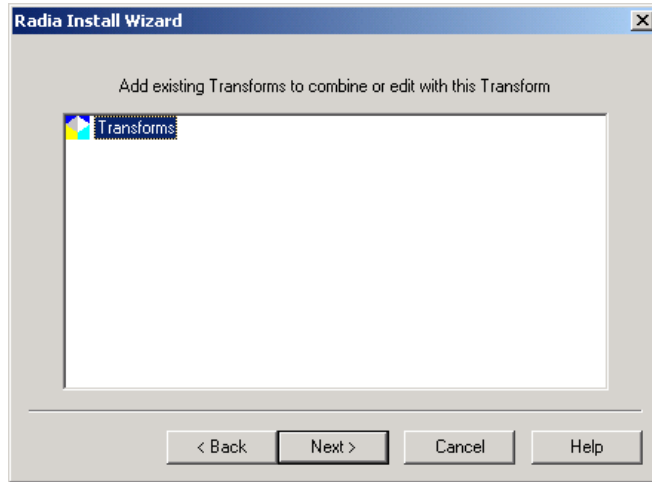 Radia Install Wizard
Add existing Transforms to combine or edit with this Transform
Transforms
< Back Next > Cancel Help